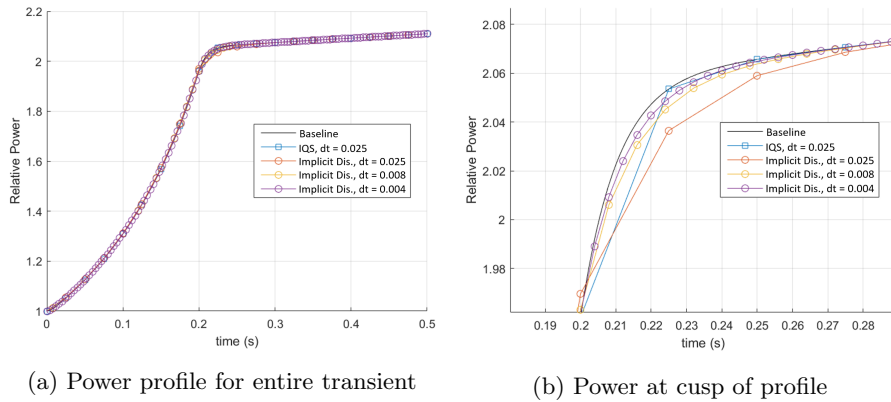 2.2
2
1.8
1.6
1.4
1.2
1
Relative Power
0
0.1
0.2
0.3
0.4
0.5
time (s)
Baseline
IQS, dt = 0.025
Implicit Dis., dt = 0.025
Implicit Dis., dt = 0.008
Implicit Dis., dt = 0.004
(a) Power profile for entire transient
2.08
2.06
2.04
2.02
2
1.98
Relative Power
0.19
0.2
0.21
0.22
0.23
0.24
0.25
0.26
0.27
0.28
time (s)
Baseline
IQS, dt = 0.025
Implicit Dis., dt = 0.025
Implicit Dis., dt = 0.008
Implicit Dis., dt = 0.004
(b) Power at cusp of profile